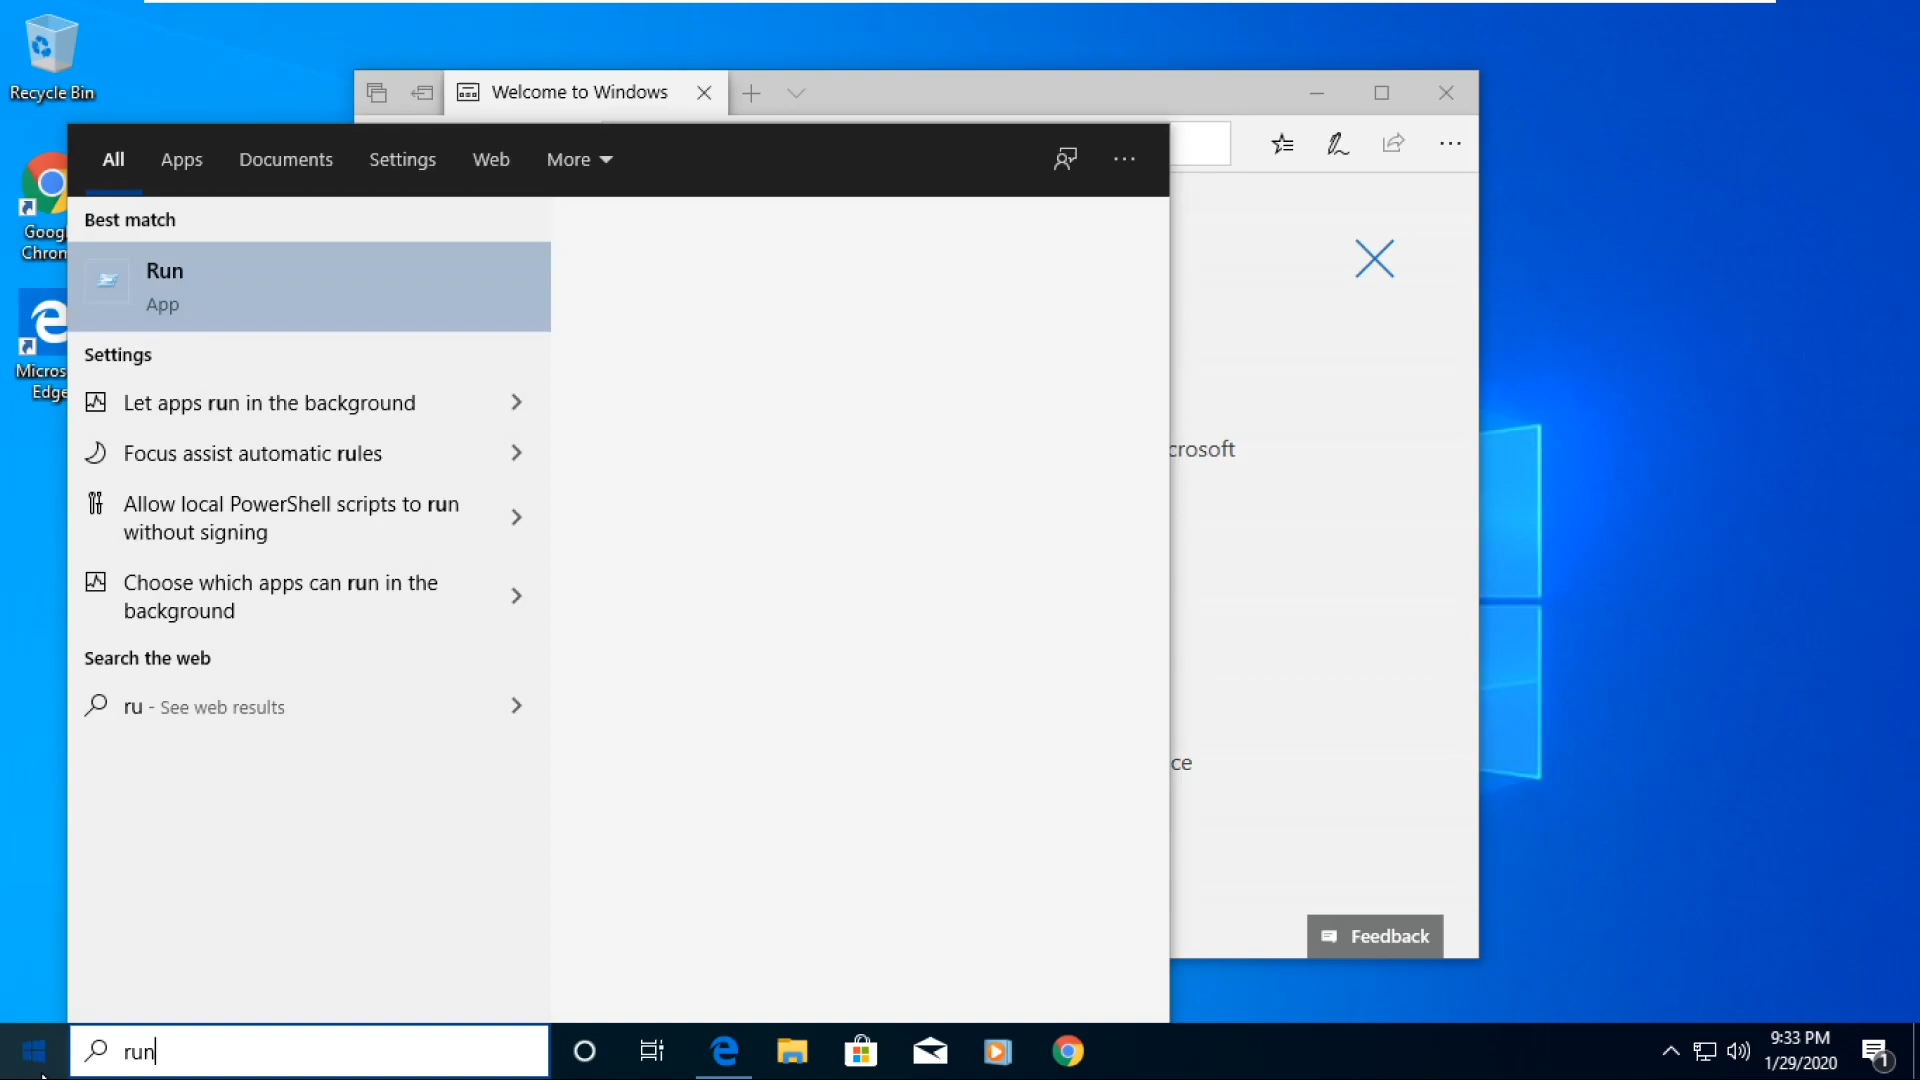 Recycle Bin
Welcome to Windows
All Apps Documents Settings Web More
Best match
Run
App
Settings
Let apps run in the background
Focus assist automatic rules
Allow local PowerShell scripts to run
without signing
Choose which apps can run in the
background
Search the web
ru - See web results
Goog
Chrom
Micros
Edge
crosoft
ce
Feedback
run
9:33 PM
1/29/2020
1